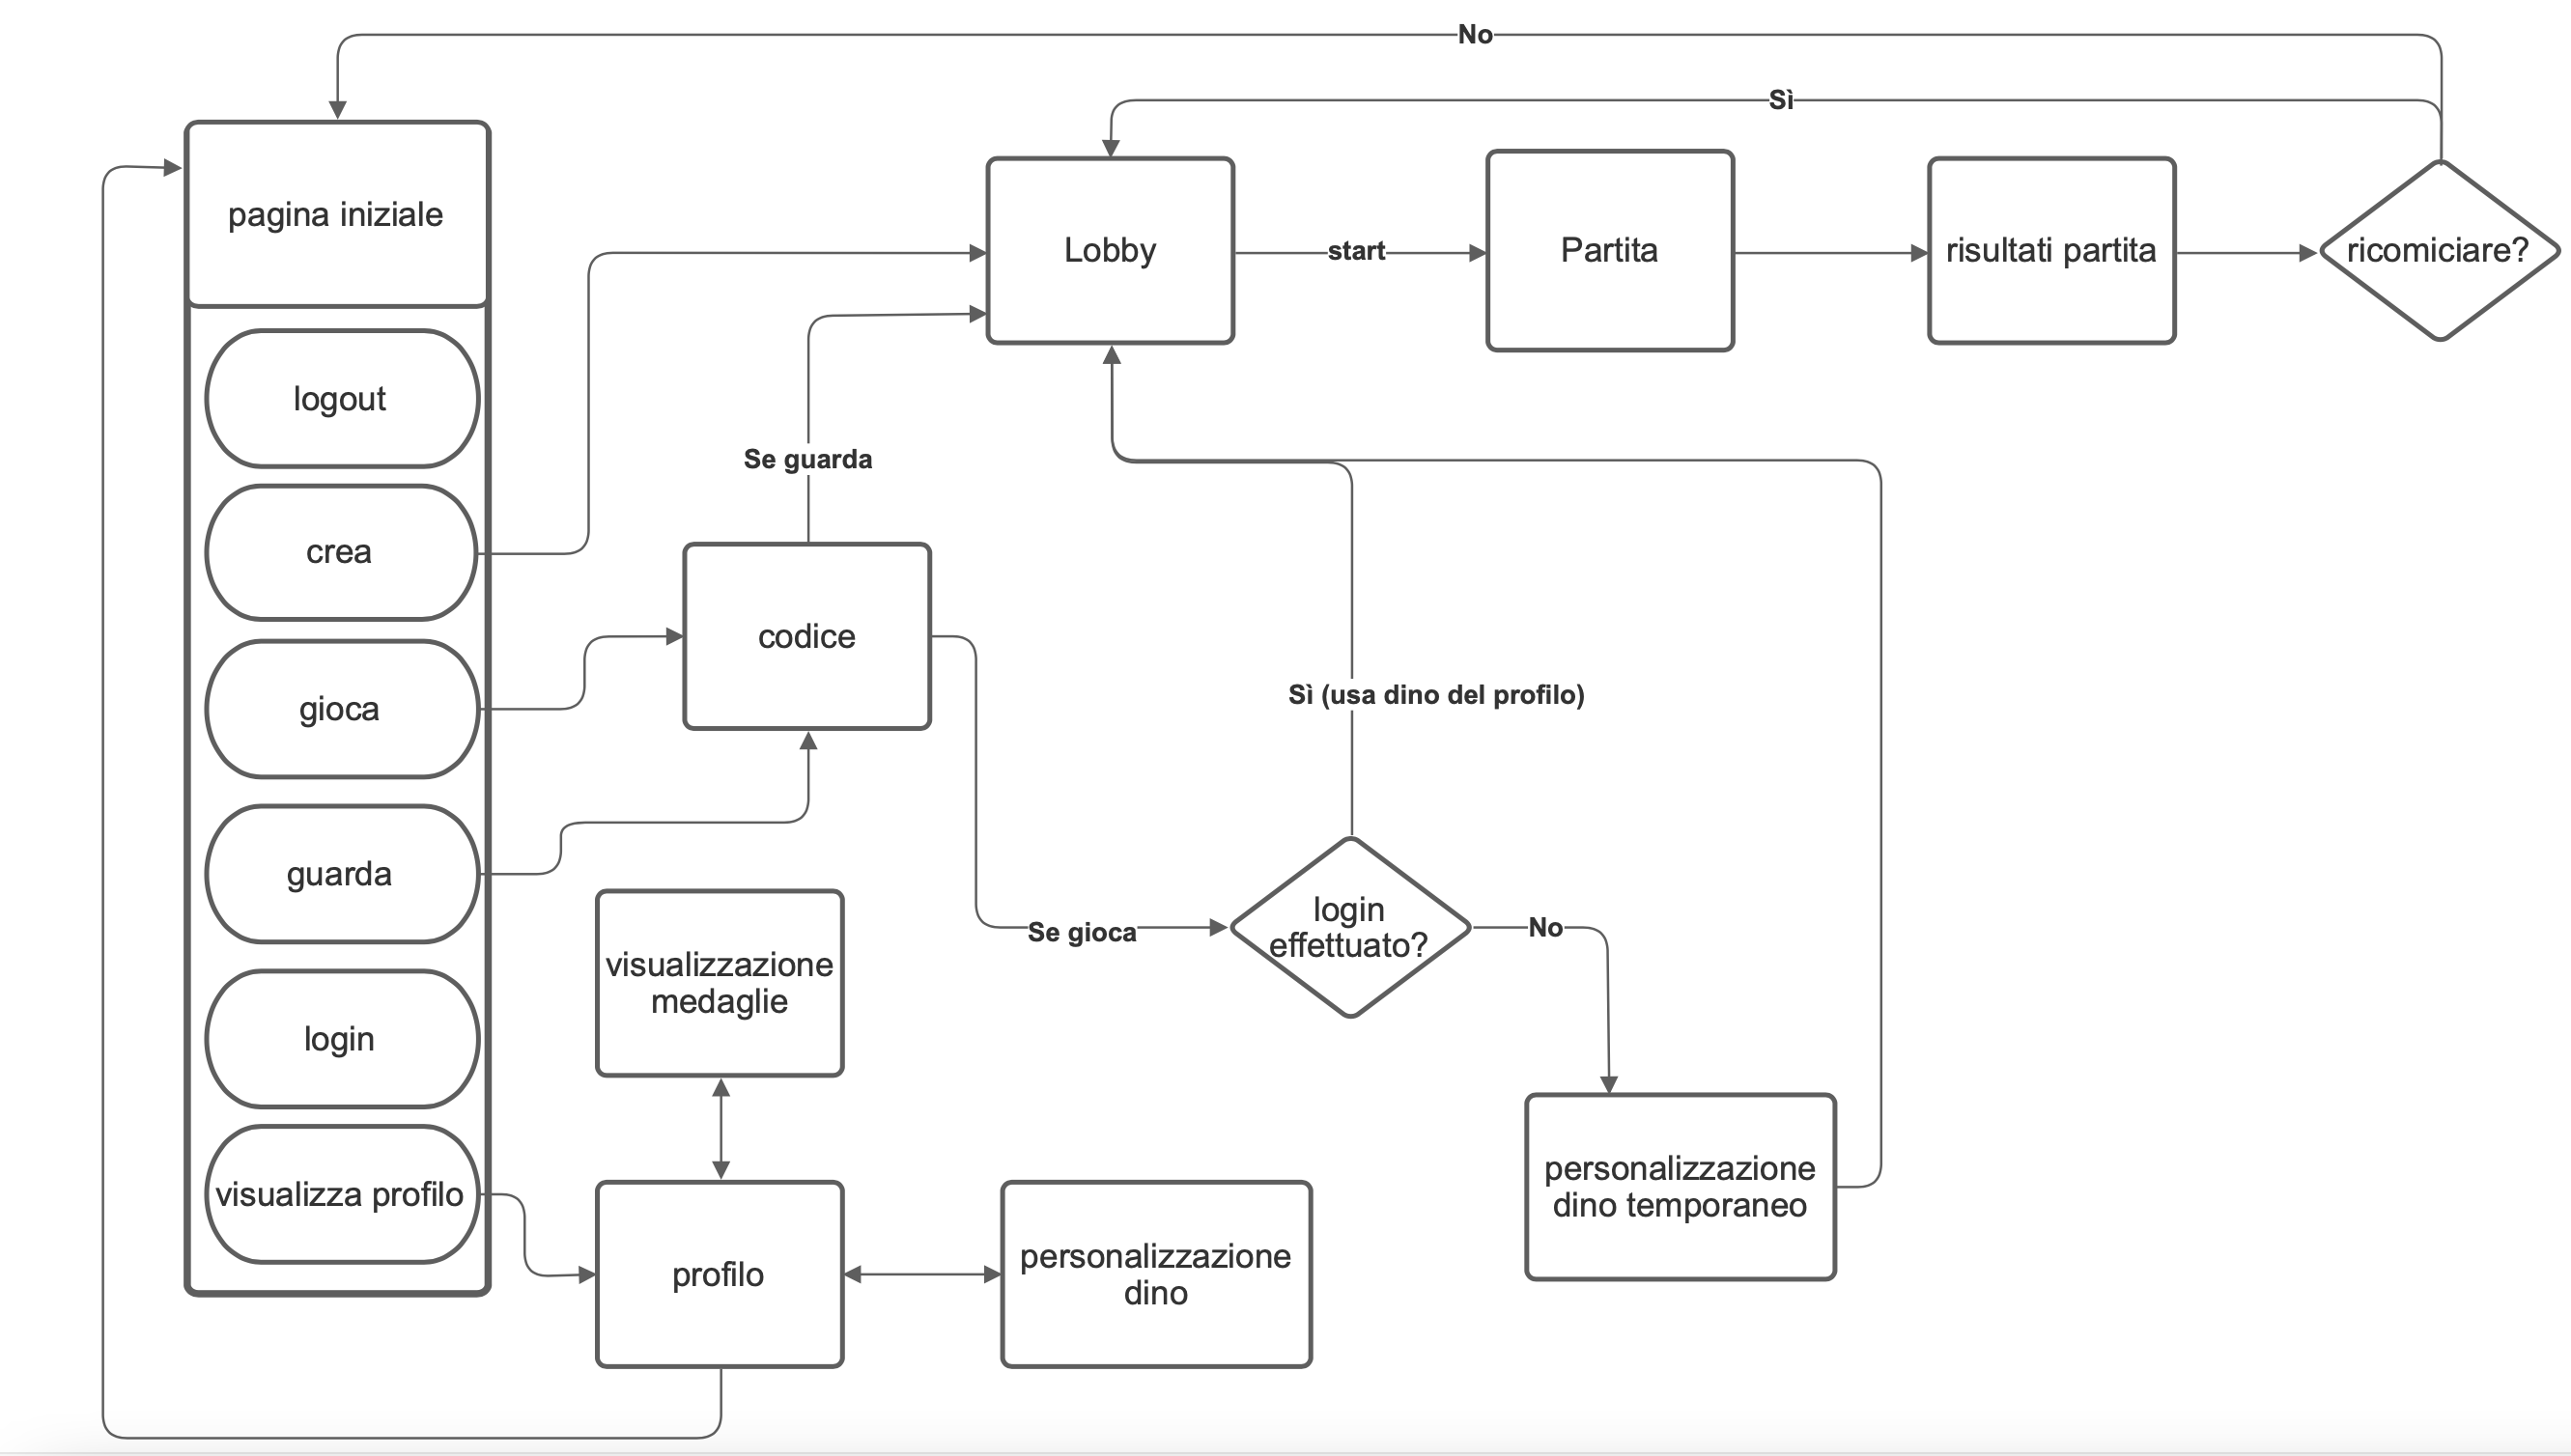 No
Sì
pagina iniziale
Lobby
start
Partita
risultati partita
ricomiciare?
logout
Se guarda
crea
codice
gioca
Sì (usa dino del profilo)
guarda
login
effettuato?
Se gioca
No
visualizzazione
medaglie
login
visualizza profilo
personalizzazione
dino temporaneo
profilo
personalizzazione
dino